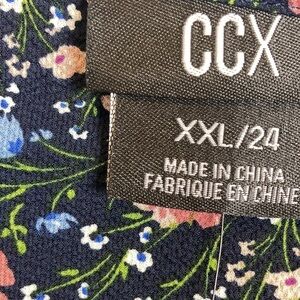 CCX
XXL/24
MADE IN CHINA
FABRIQUE EN CHINE